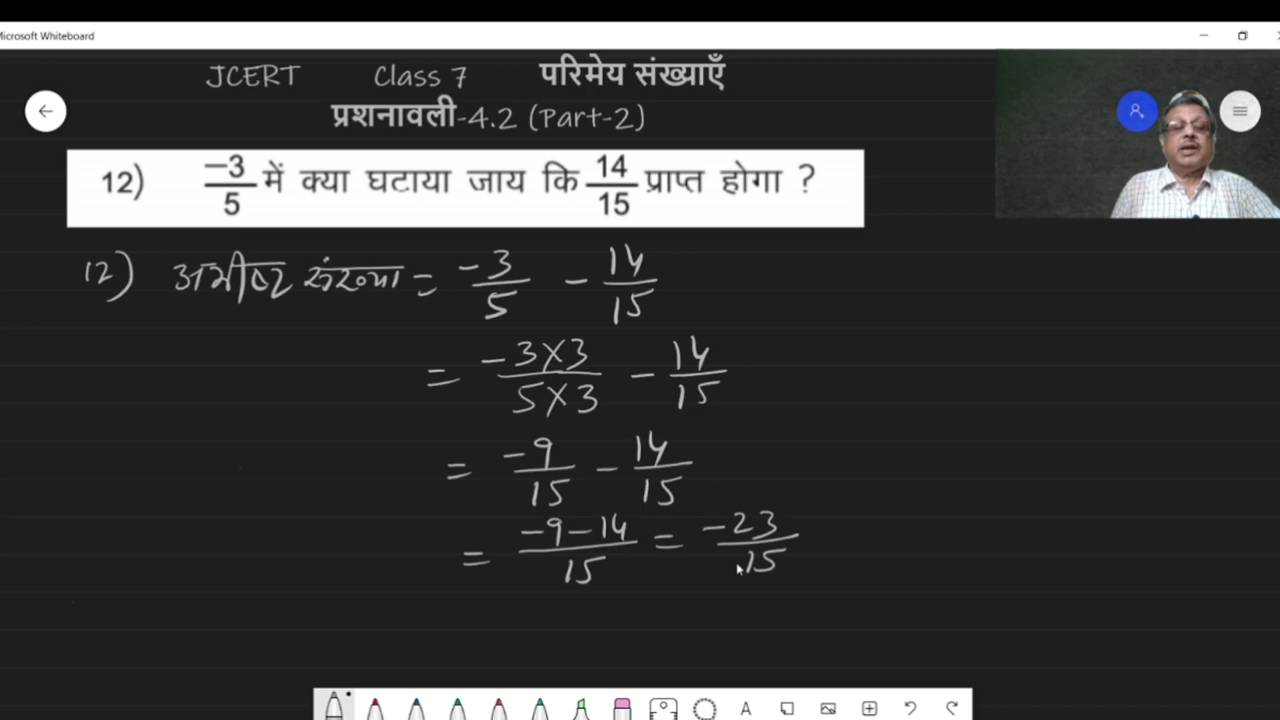 Microsoft Whiteboard
JCERT Class 7 परिमेय संख्याएँ
प्रशनावली-4.2 (Part-2)
12) -3/5 में क्या घटाया जाय कि 14/15 प्राप्त होगा ?
12) अभीष्ट संख्या = -3/5 - 14/15
= -3×3/5×3 - 14/15
= -9/15 - 14/15
= -9-14/15 = -23/15
A